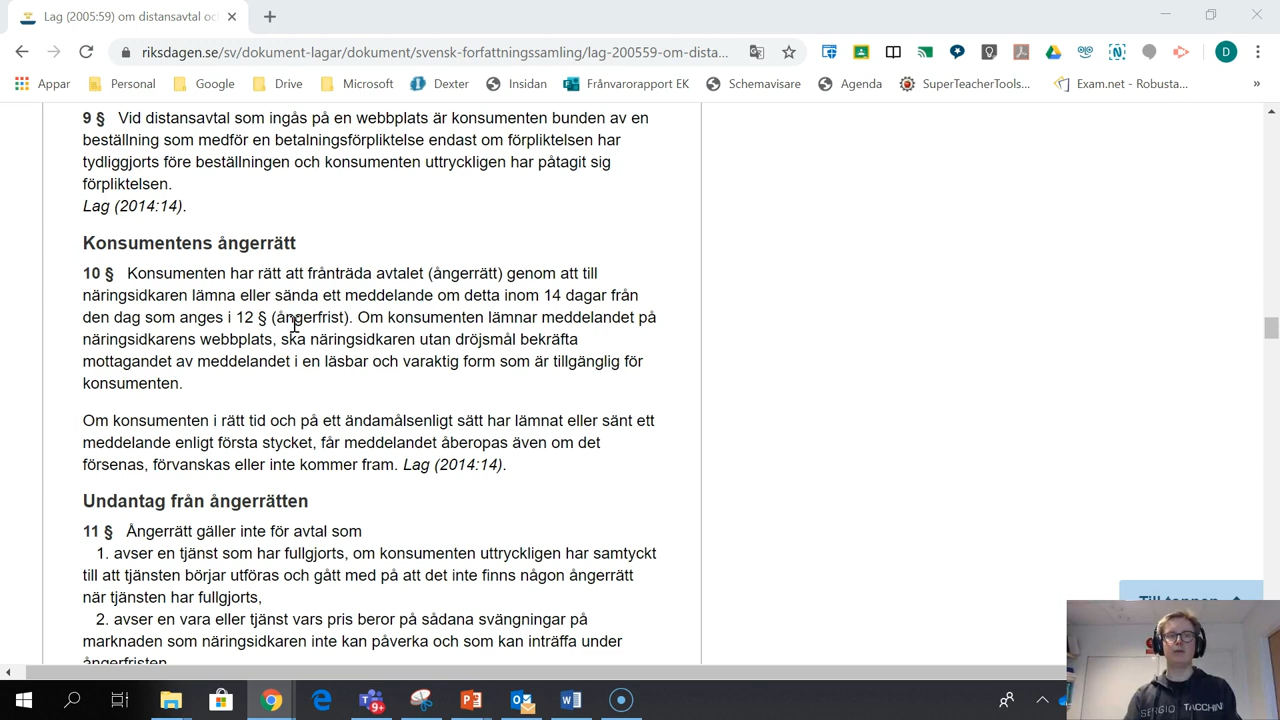 Lag (2005:59) om distansavtal oc
riksdagen.se/sv/dokument-lagar/dokument/svensk-forfattningssamling/lag-200559-om-dista...
D
Appar
Personal
Google
Drive
Microsoft
Dexter
Insidan
Frånvarorapport EK
Schemavisare
Agenda
SuperTeacherTools...
Exam.net - Robusta...
»
9 § Vid distansavtal som ingås på en webbplats är konsumenten bunden av en
beställning som medför en betalningsförpliktelse endast om förpliktelsen har
tydliggjorts före beställningen och konsumenten uttryckligen har påtagit sig
förpliktelsen.
Lag (2014:14).
Konsumentens ångerrätt
10 § Konsumenten har rätt att frånträda avtalet (ångerrätt) genom att till
näringsidkaren lämna eller sända ett meddelande om detta inom 14 dagar från
den dag som anges i 12 § (ångerfrist). Om konsumenten lämnar meddelandet på
näringsidkarens webbplats, ska näringsidkaren utan dröjsmål bekräfta
mottagandet av meddelandet i en läsbar och varaktig form som är tillgänglig för
konsumenten.
Om konsumenten i rätt tid och på ett ändamålsenligt sätt har lämnat eller sänt ett
meddelande enligt första stycket, får meddelandet åberopas även om det
försenas, förvanskas eller inte kommer fram. Lag (2014:14).
Undantag från ångerrätten
11 § Ångerrätt gäller inte för avtal som
1. avser en tjänst som har fullgjorts, om konsumenten uttryckligen har samtyckt
till att tjänsten börjar utföras och gått med på att det inte finns någon ångerrätt
när tjänsten har fullgjorts,
2. avser en vara eller tjänst vars pris beror på sådana svängningar på
marknaden som näringsidkaren inte kan påverka och som kan inträffa under
ångerfristen
Till toppen
SERGIO TACCHINI